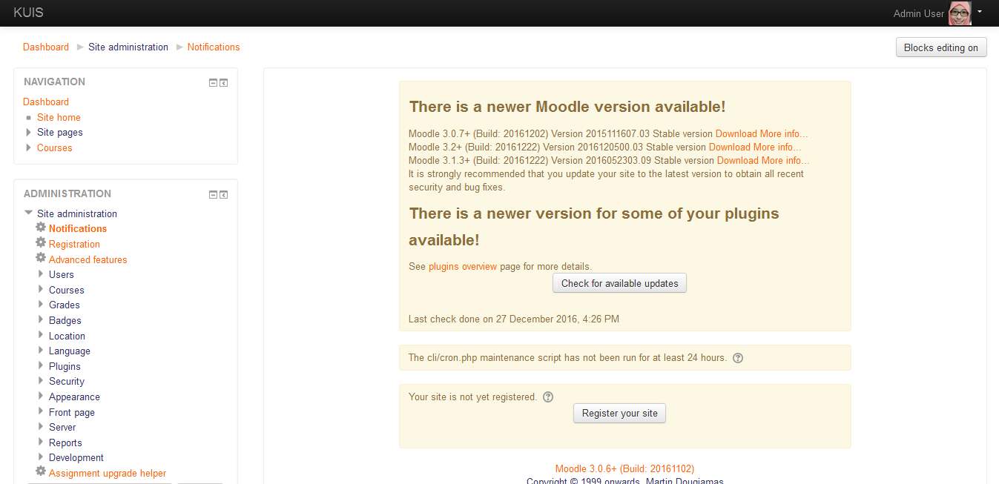 KUIS
Admin User
Dashboard Site administration Notifications
Blocks editing on
NAVIGATION
Dashboard
Site home
Site pages
Courses
ADMINISTRATION
Site administration
Notifications
Registration
Advanced features
Users
Courses
Grades
Badges
Location
Language
Plugins
Security
Appearance
Front page
Server
Reports
Development
Assignment upgrade helper
There is a newer Moodle version available!
Moodle 3.0.7+ (Build: 20161202) Version 2015111607.03 Stable version Download More info...
Moodle 3.2+ (Build: 20161222) Version 2016120500.03 Stable version Download More info...
Moodle 3.1.3+ (Build: 20161222) Version 2016052303.09 Stable version Download More info...
It is strongly recommended that you update your site to the latest version to obtain all recent
security and bug fixes.
There is a newer version for some of your plugins
available!
See plugins overview page for more details.
Check for available updates
Last check done on 27 December 2016, 4:26 PM
The cli/cron.php maintenance script has not been run for at least 24 hours.
Your site is not yet registered.
Register your site
Moodle 3.0.6+ (Build: 20161102)
Copyright © 1999 onwards, Martin Dougiamas